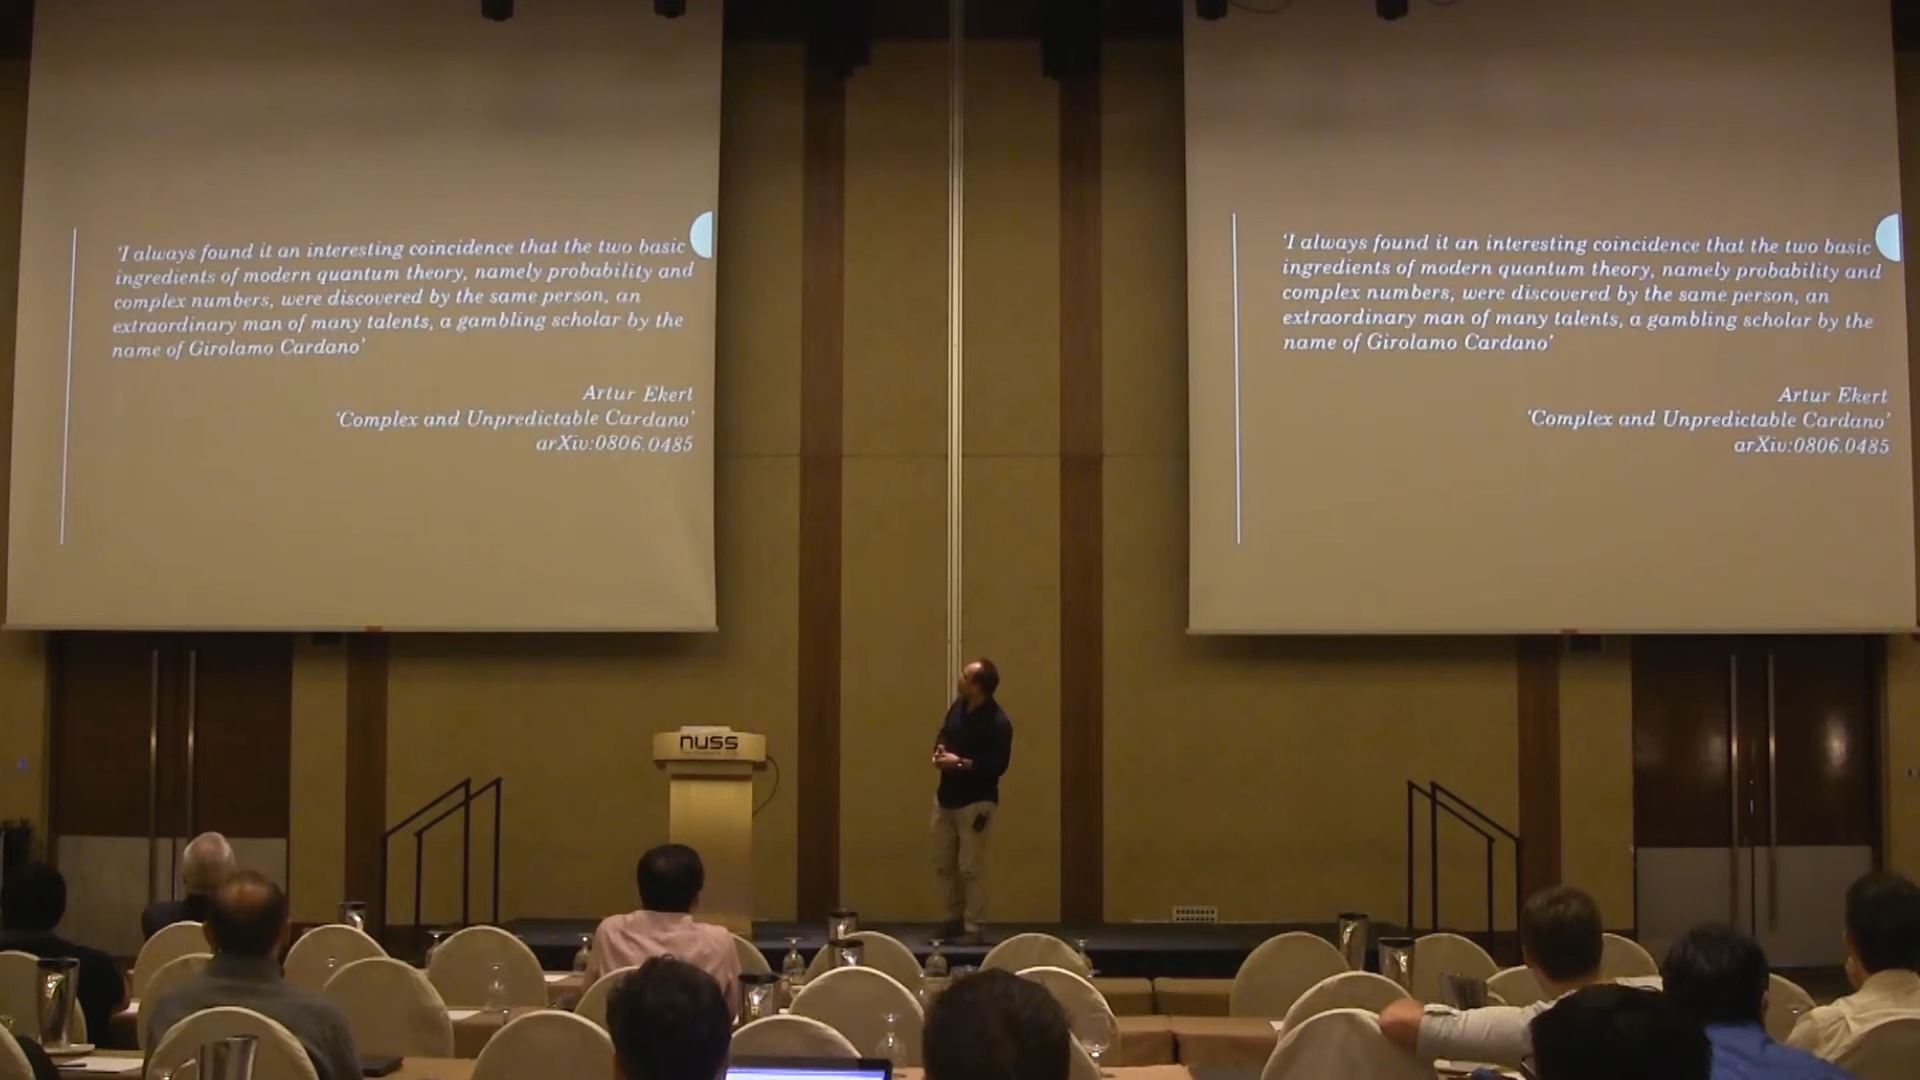 'I always found it an interesting coincidence that the two basic
ingredients of modern quantum theory, namely probability and
complex numbers, were discovered by the same person, an
extraordinary man of many talents, a gambling scholar by the
name of Girolamo Cardano'
Artur Ekert
'Complex and Unpredictable Cardano'
arXiv:0806.0485
'I always found it an interesting coincidence that the two basic
ingredients of modern quantum theory, namely probability and
complex numbers, were discovered by the same person, an
extraordinary man of many talents, a gambling scholar by the
name of Girolamo Cardano'
Artur Ekert
'Complex and Unpredictable Cardano'
arXiv:0806.0485
nuss